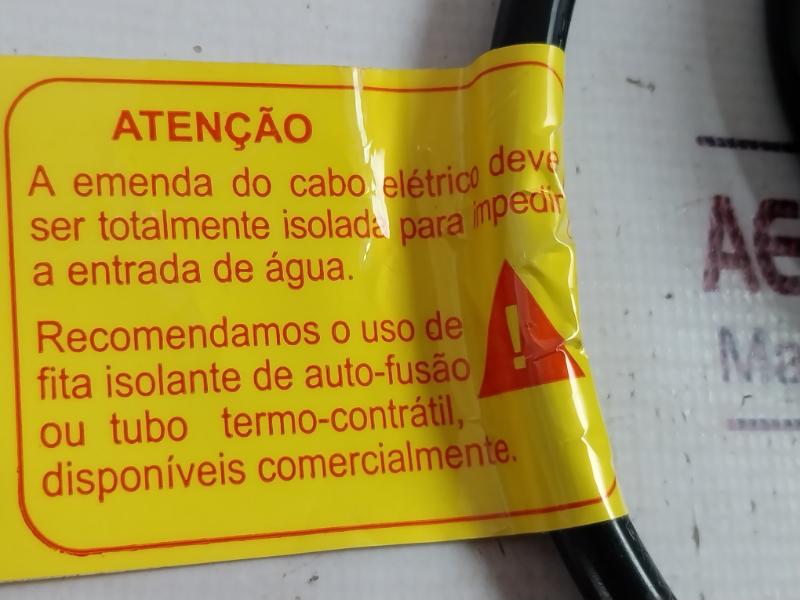 ATENÇÃO
A emenda do cabo elétrico deve
ser totalmente isolada para impedir
a entrada de água.
Recomendamos o uso de
fita isolante de auto-fusão
ou tubo termo-contrátil,
disponíveis comercialmente.
!